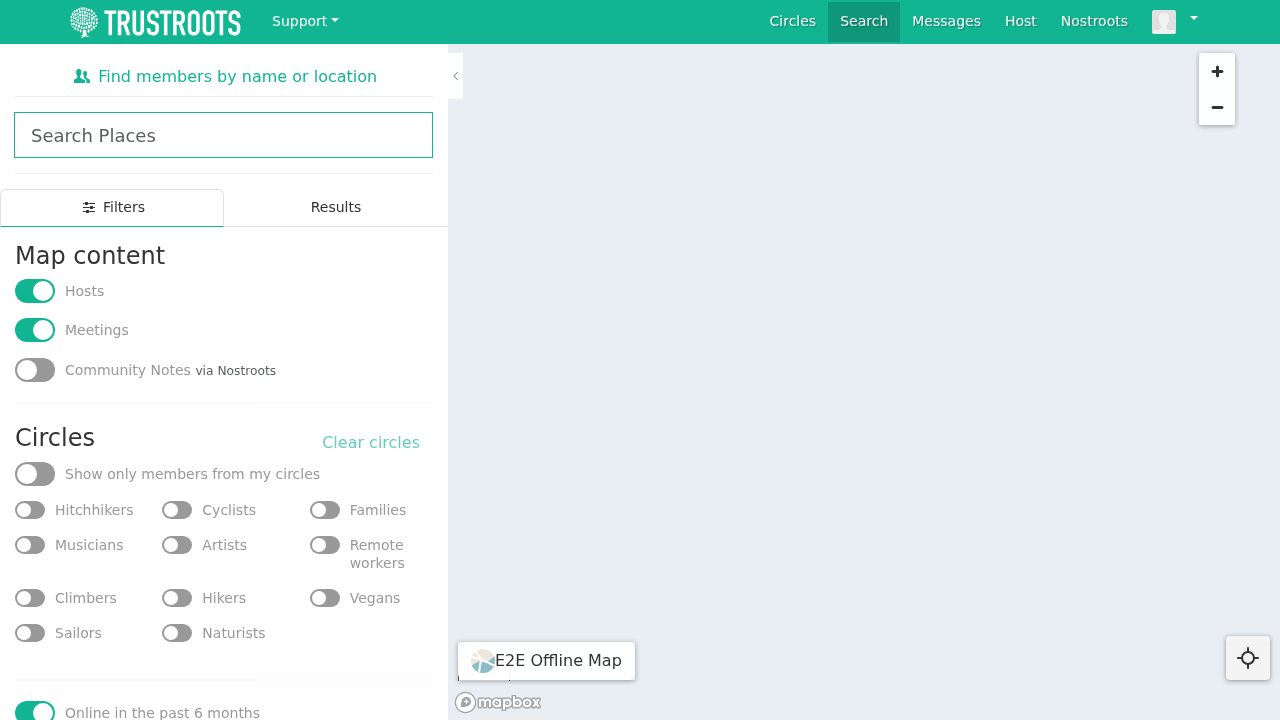 TRUSTROOTS
Support
Circles
Search
Messages
Host
Nostroots
Find members by name or location
Search Places
Filters
Results
Map content
Hosts
Meetings
Community Notes via Nostroots
Circles
Clear circles
Show only members from my circles
Hitchhikers
Cyclists
Families
Musicians
Artists
Remote
workers
Climbers
Hikers
Vegans
Sailors
Naturists
Online in the past 6 months
E2E Offline Map
mapbox